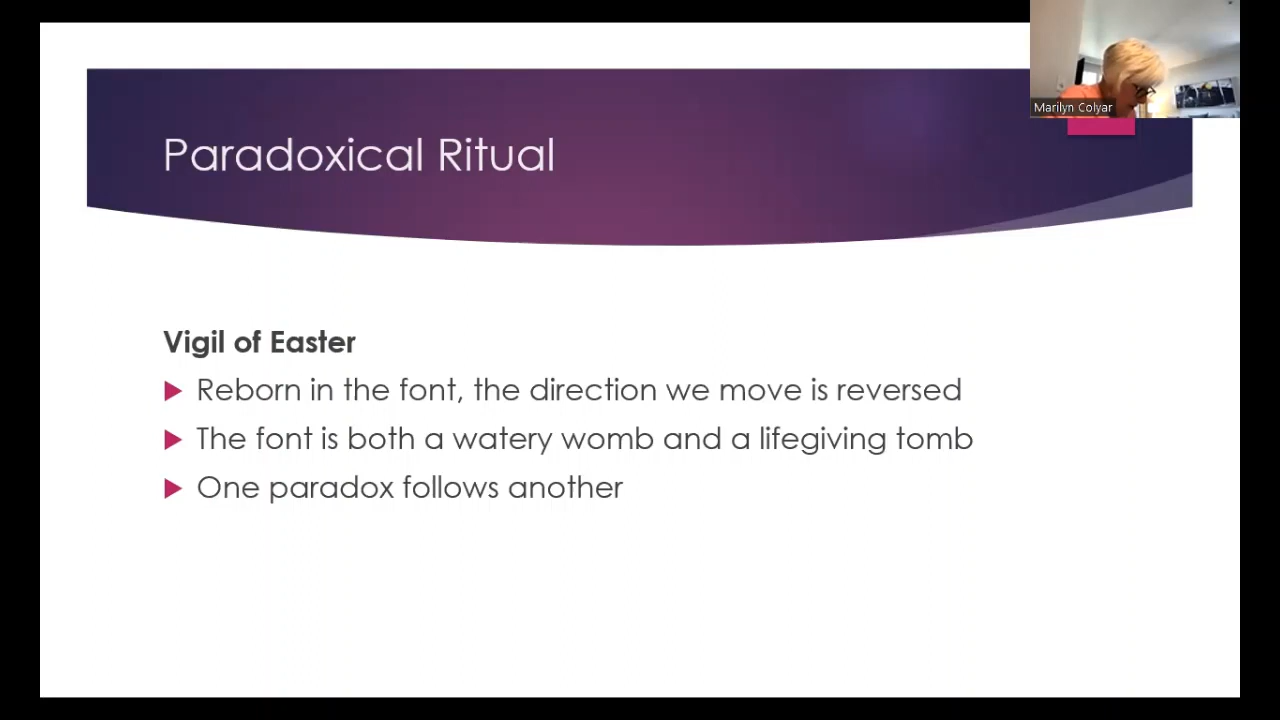 Marilyn Colyar
Paradoxical Ritual
Vigil of Easter
Reborn in the font, the direction we move is reversed
The font is both a watery womb and a lifegiving tomb
One paradox follows another